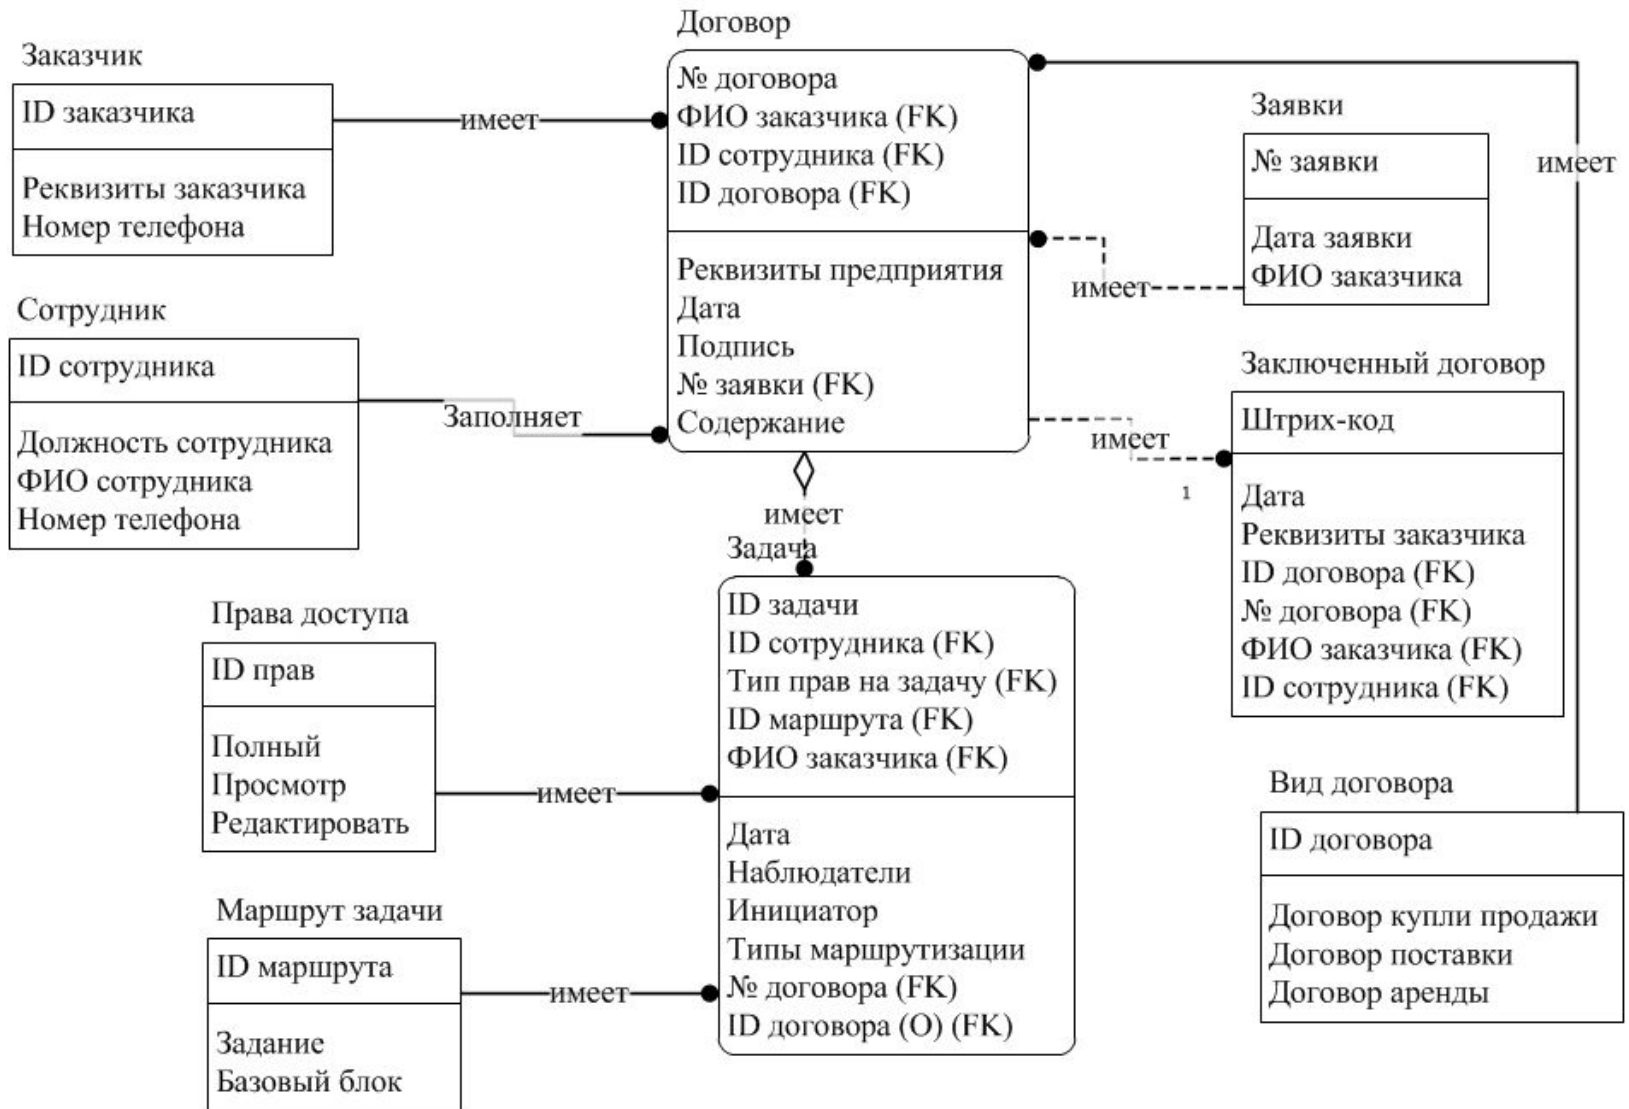 Заказчик
ID заказчика
Реквизиты заказчика
Номер телефона
имеет
Договор
№ договора
ФИО заказчика (FK)
ID сотрудника (FK)
ID договора (FK)
Реквизиты предприятия
Дата
Подпись
№ заявки (FK)
Содержание
имеет
Заявки
№ заявки
Дата заявки
ФИО заказчика
имеет
Сотрудник
ID сотрудника
Должность сотрудника
ФИО сотрудника
Номер телефона
Заполняет
Заключенный договор
Штрих-код
Дата
Реквизиты заказчика
ID договора (FK)
№ договора (FK)
ФИО заказчика (FK)
ID сотрудника (FK)
имеет
1
имеет
Задача
ID задачи
ID сотрудника (FK)
Тип прав на задачу (FK)
ID маршрута (FK)
ФИО заказчика (FK)
Дата
Наблюдатели
Инициатор
Типы маршрутизации
№ договора (FK)
ID договора (O) (FK)
Права доступа
ID прав
Полный
Просмотр
Редактировать
имеет
Вид договора
ID договора
Договор купли продажи
Договор поставки
Договор аренды
Маршрут задачи
ID маршрута
Задание
Базовый блок
имеет